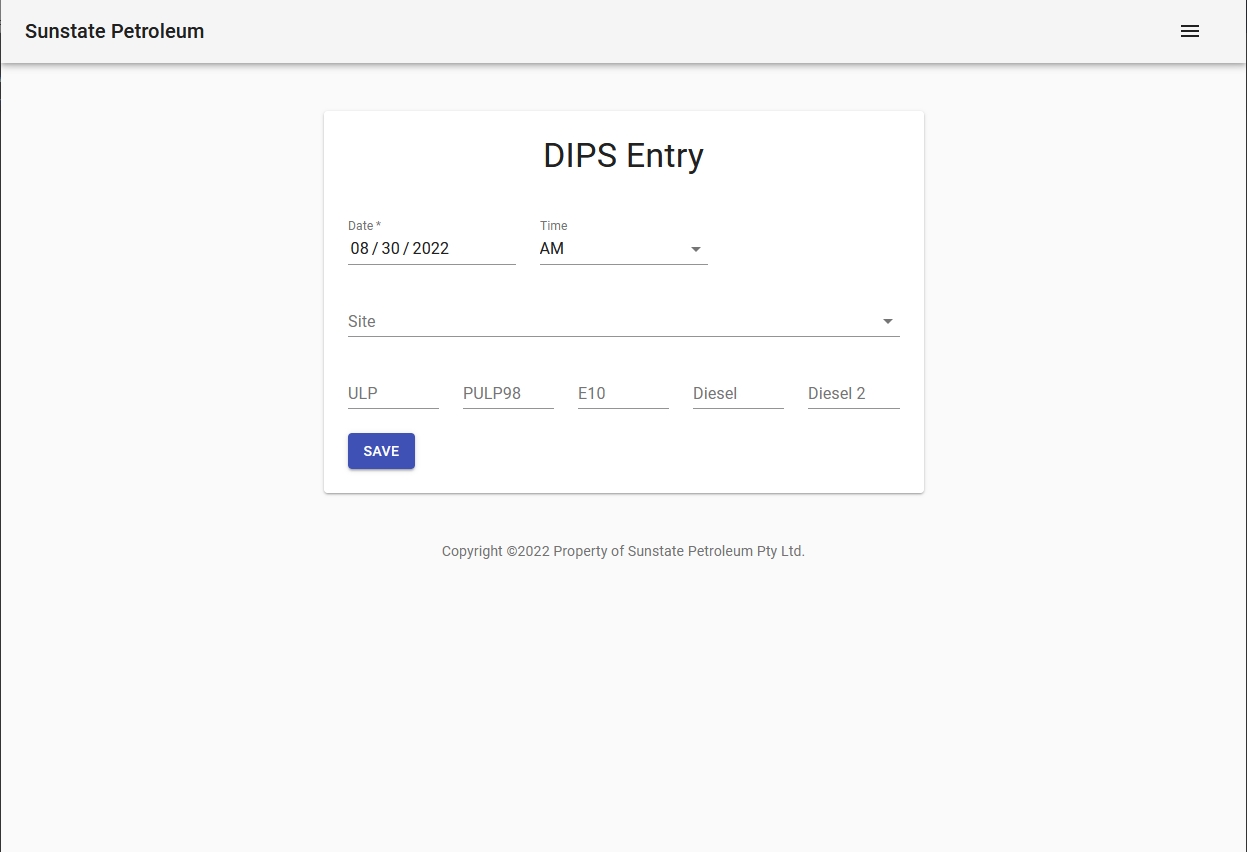 Sunstate Petroleum
DIPS Entry
Date * Time
08 / 30 / 2022 AM
Site
ULP PULP98 E10 Diesel Diesel 2
SAVE
Copyright ©2022 Property of Sunstate Petroleum Pty Ltd.